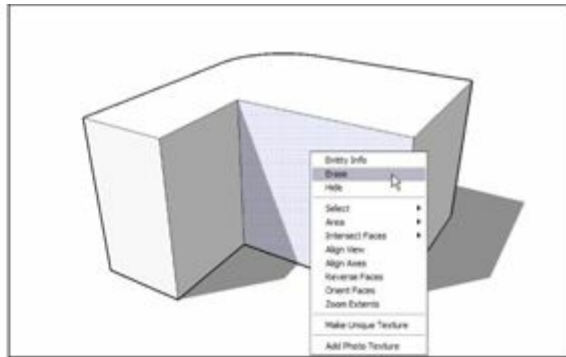 Entity Info
Erase
Hide
Select
Area
Intersect Faces
Align View
Align Axes
Reverse Faces
Orient Faces
Zoom Extents
Make Unique Texture
Add Photo Texture